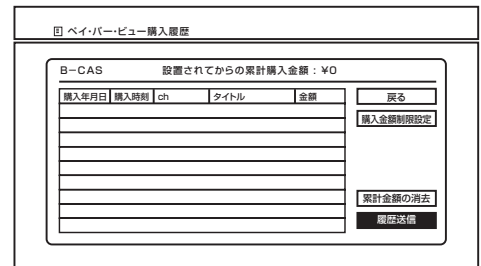 ペイ・パー・ビュー購入履歴
B-CAS 設置されてからの累計購入金額：¥0
購入年月日 購入時刻 ch タイトル 金額
戻る
購入金額制限設定
累計金額の消去
履歴送信